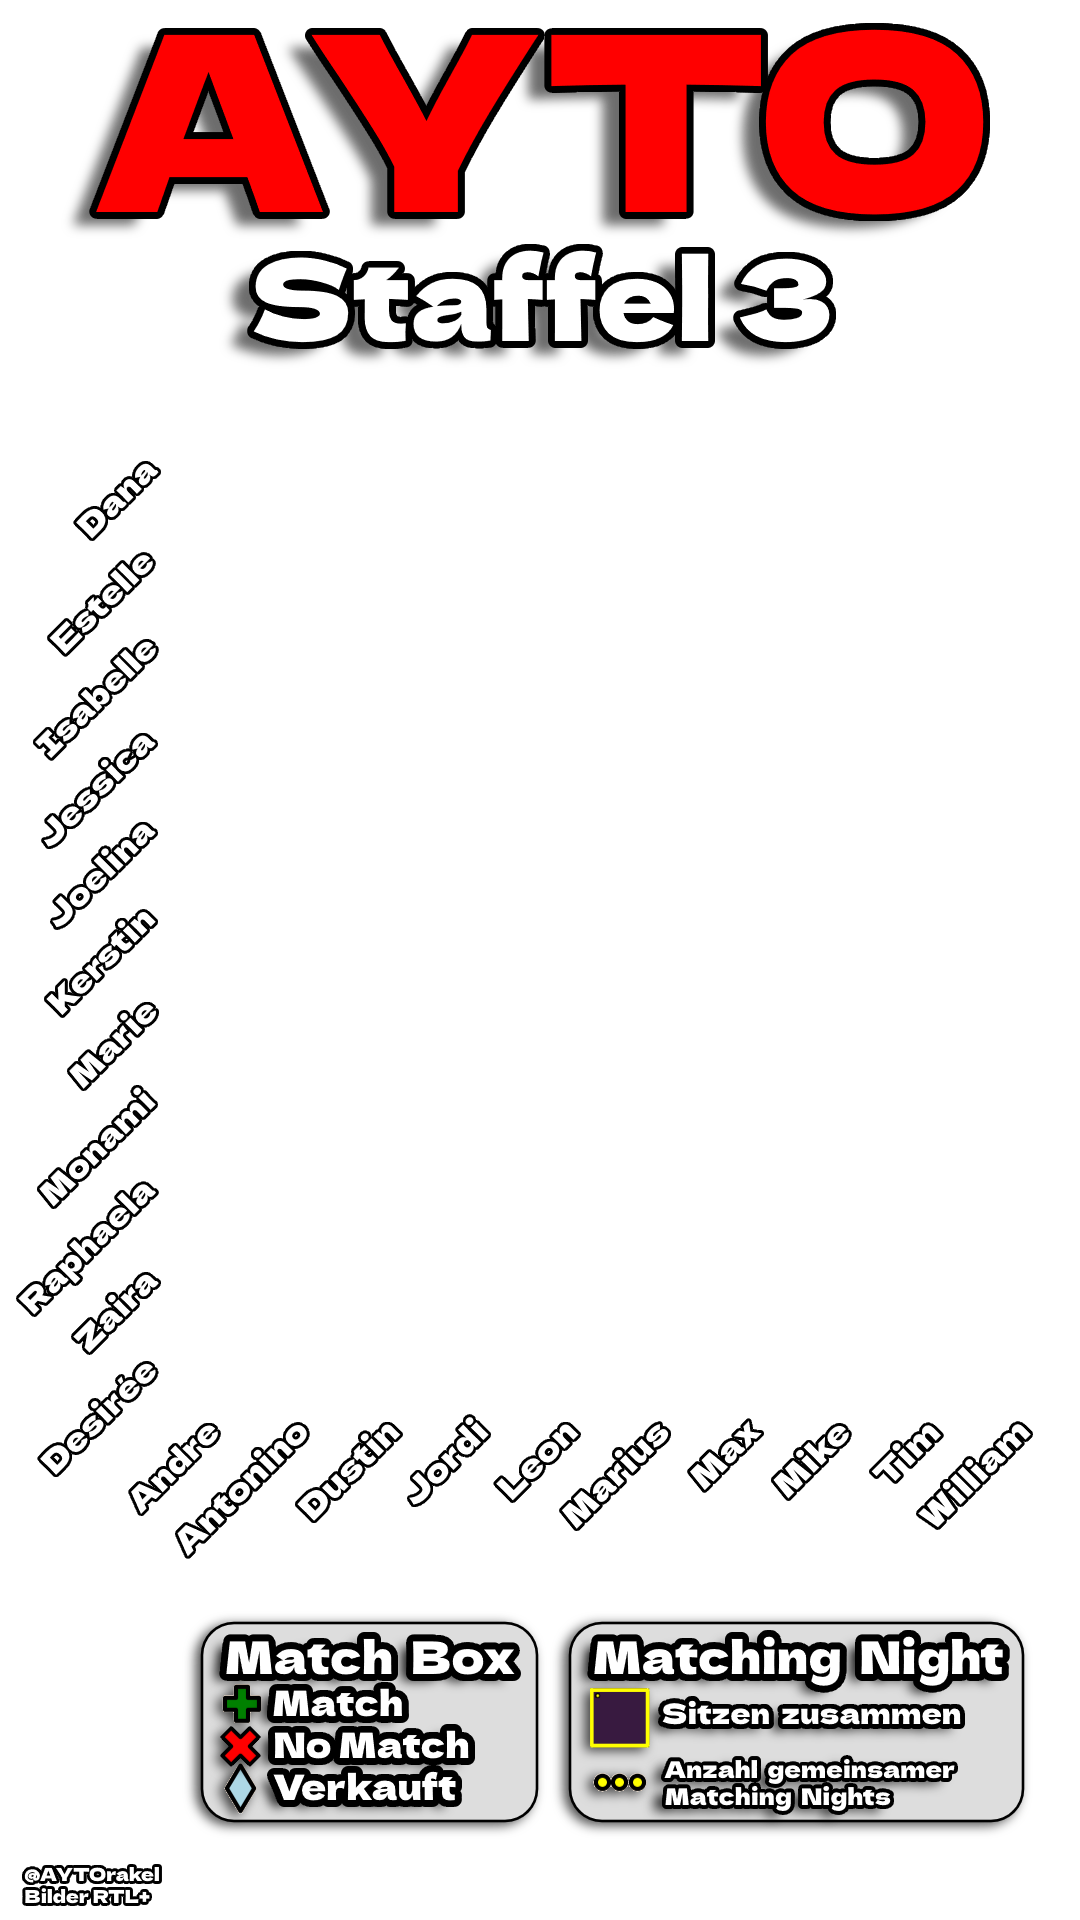 AYTO
Staffel 3
Dana
Estelle
Isabelle
Jessica
Joelina
Kerstin
Marie
Monami
Raphaela
Zaira
Desirée
Andre
Antonino
Dustin
Jordi
Leon
Marius
Max
Mike
Tim
William
Match Box
Match
No Match
Verkauft
Matching Night
Sitzen zusammen
Anzahl gemeinsamer
Matching Nights
@AYTOrakel
Bilder RTL+